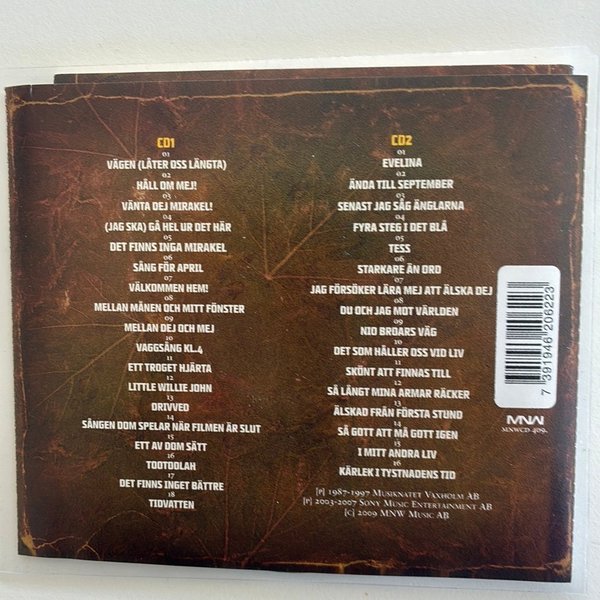 CD1
01
VÄGEN (LÅTER OSS LÄNGTA)
02
HÅLL OM MEJ!
03
VÄNTA DEJ MIRAKEL!
04
(JAG SKA) GÅ HEL UR DET HÄR
05
DET FINNS INGA MIRAKEL
06
SÅNG FÖR APRIL
07
VÄLKOMMEN HEM!
08
MELLAN MÅNEN OCH MITT FÖNSTER
09
MELLAN DEJ OCH MEJ
10
VAGGSÅNG KL.4
11
ETT TROGET HJÄRTA
12
LITTLE WILLIE JOHN
13
DRIVVED
14
SÅNGEN DOM SPELAR NÄR FILMEN ÄR SLUT
15
ETT AV DOM SÄTT
16
TOOTOOLAH
17
DET FINNS INGET BÄTTRE
18
TIDVATTEN
CD2
01
EVELINA
02
ÄNDA TILL SEPTEMBER
03
SENAST JAG SÅG ÄNGLARNA
04
FYRA STEG I DET BLÅ
05
TESS
06
STARKARE ÄN ORD
07
JAG FÖRSÖKER LÄRA MEJ ATT ÄLSKA DEJ
08
DU OCH JAG MOT VÄRLDEN
09
NIO BROARS VÄG
10
DET SOM HÅLLER OSS VID LIV
11
SKÖNT ATT FINNAS TILL
12
SÅ LÅNGT MINA ARMAR RÄCKER
13
ÄLSKAD FRÅN FÖRSTA STUND
14
SÅ GOTT ATT MÅ GOTT IGEN
15
I MITT ANDRA LIV
16
KÄRLEK I TYSTNADENS TID
[P] 1987-1997 MUSIKNATET VAXHOLM AB
[P] 2003-2007 SONY MUSIC ENTERTAINMENT AB
[C] 2009 MNW MUSIC AB
7 391946 206223
MNW
MNWCD 409.